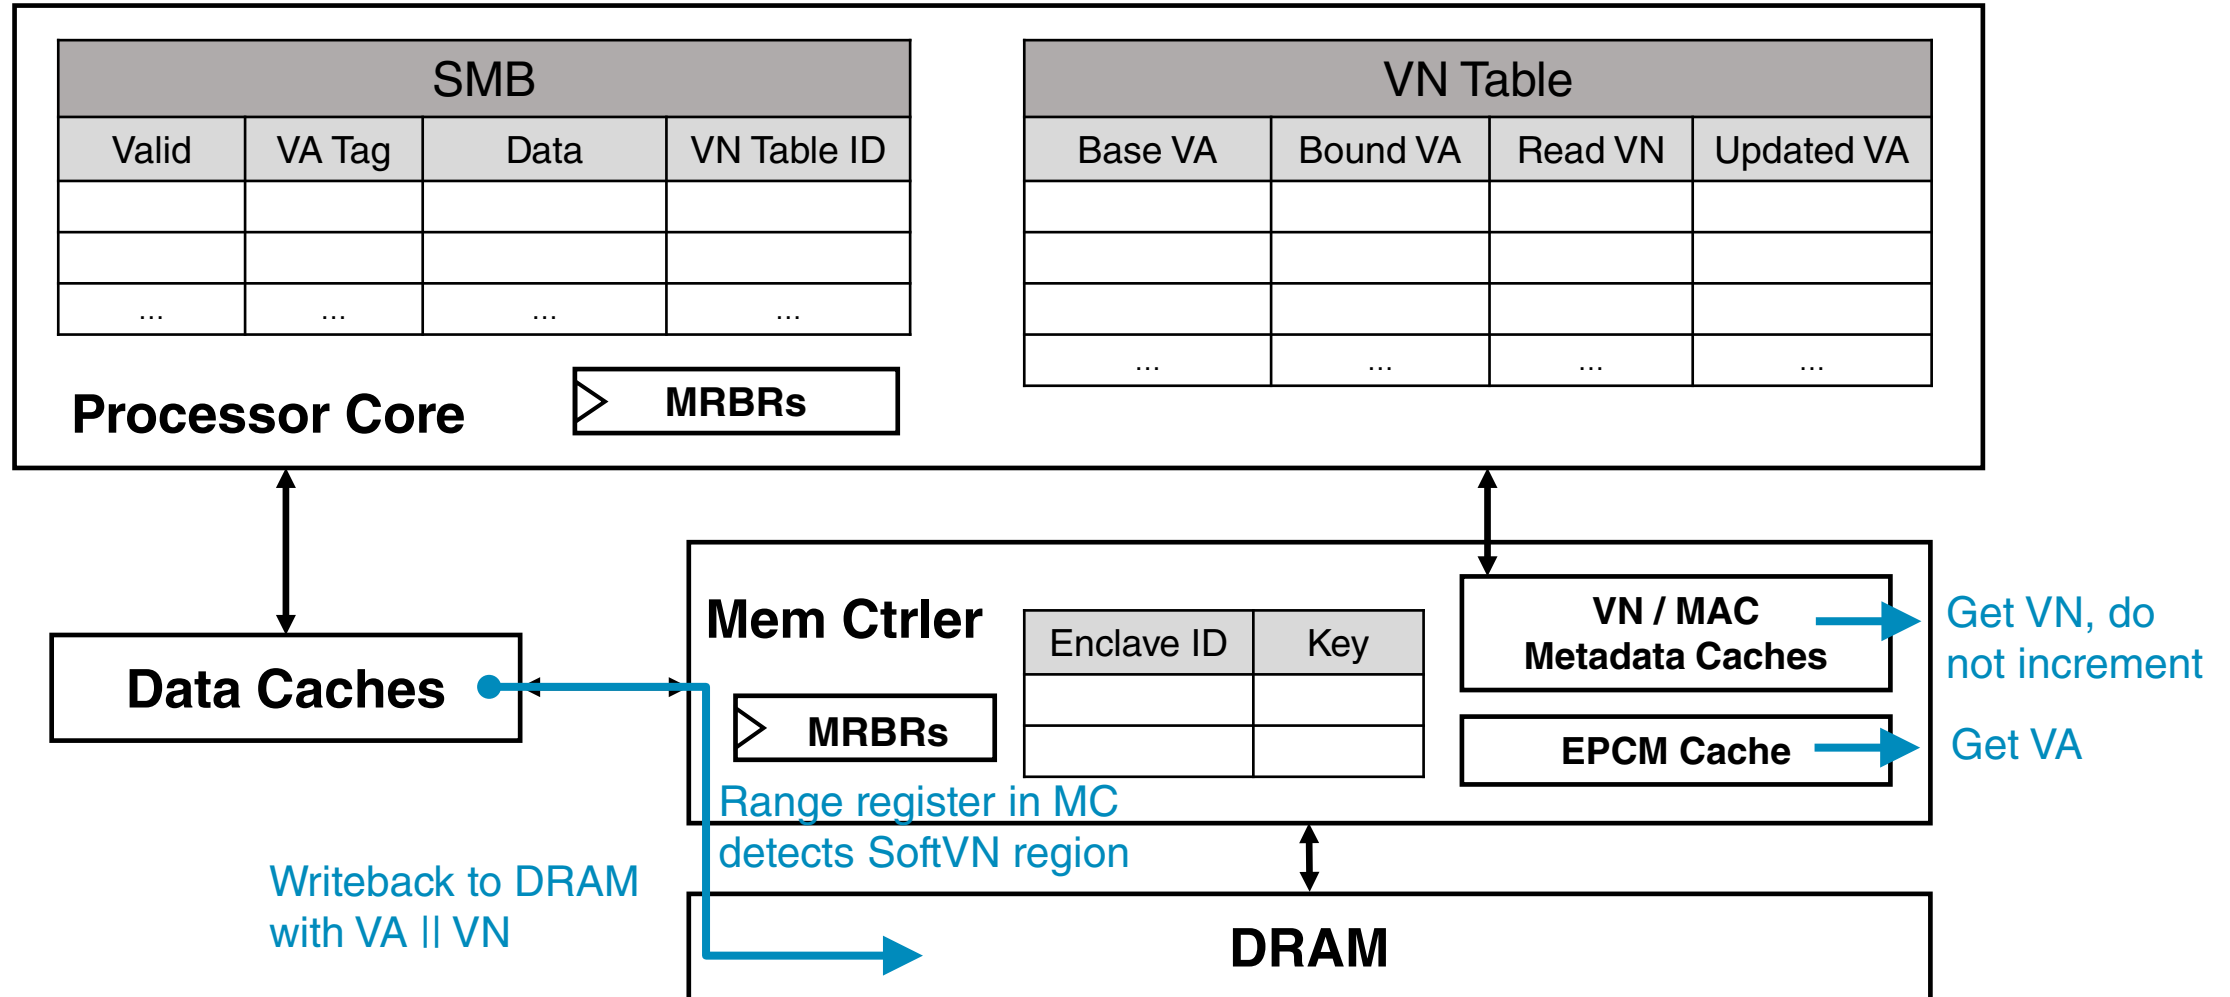 SMB
Valid VA Tag Data VN Table ID
... ... ... ...
VN Table
Base VA Bound VA Read VN Updated VA
... ... ... ...
Processor Core
MRBRs
Data Caches
Mem Ctrler
MRBRs
Enclave ID Key
VN / MAC
Metadata Caches
EPCM Cache
Get VN, do
not increment
Get VA
Range register in MC
detects SoftVN region
Writeback to DRAM
with VA || VN
DRAM